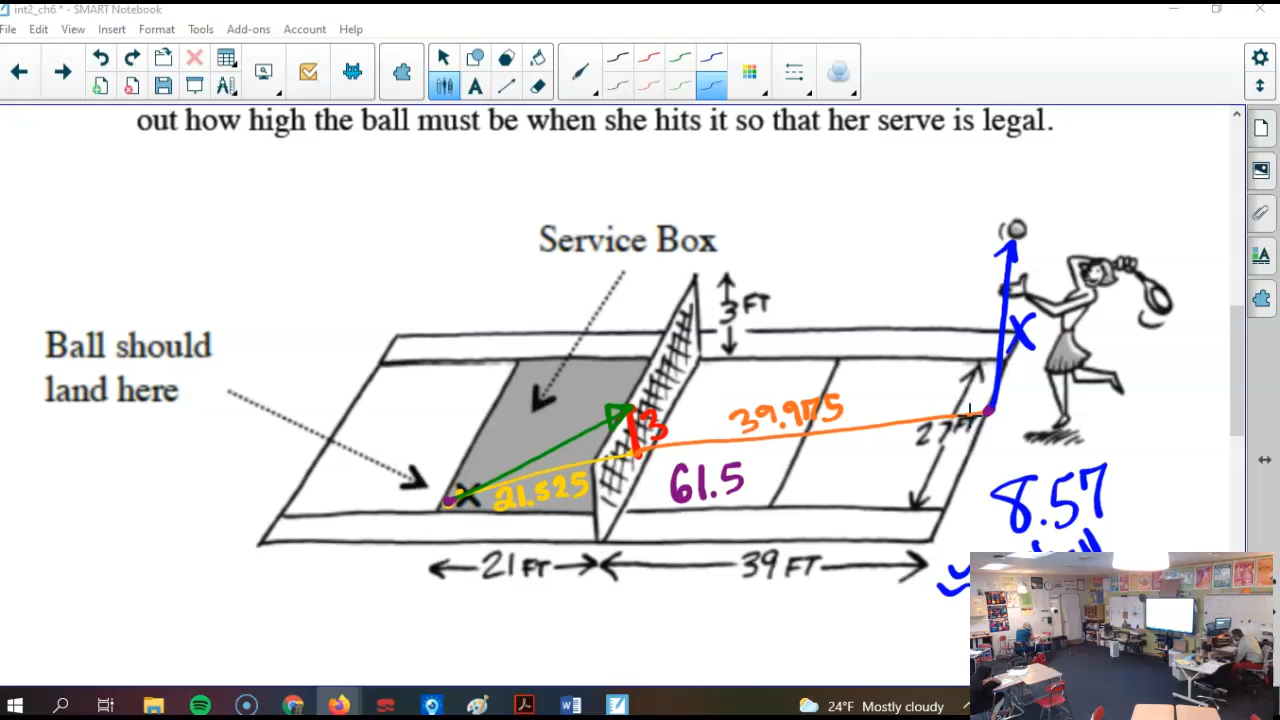 int2_ch6 * - SMART Notebook
File Edit View Insert Format Tools Add-ons Account Help
out how high the ball must be when she hits it so that her serve is legal.
Service Box
3 FT
Ball should
land here
X
39.975
27 FT
3
X
21.525
61.5
8.57
21 FT
39 FT
24°F Mostly cloudy